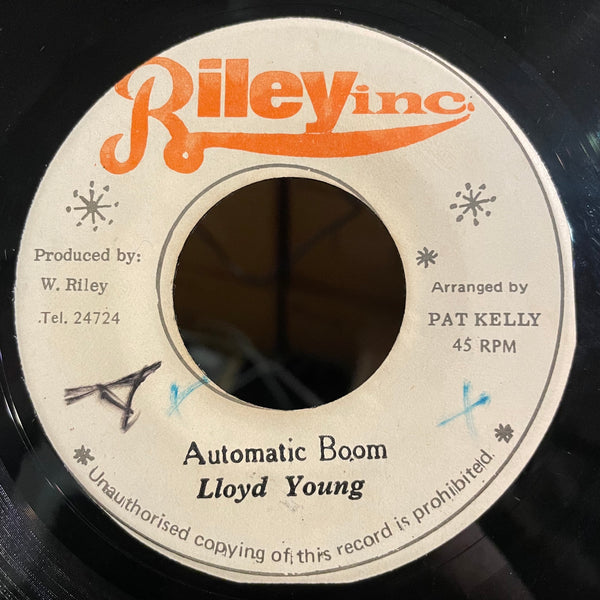 Riley inc.
Produced by:
W. Riley
Tel. 24724
Arranged by
PAT KELLY
45 RPM
A
Automatic Boom
Lloyd Young
Unauthorised copying of this record is prohibited.